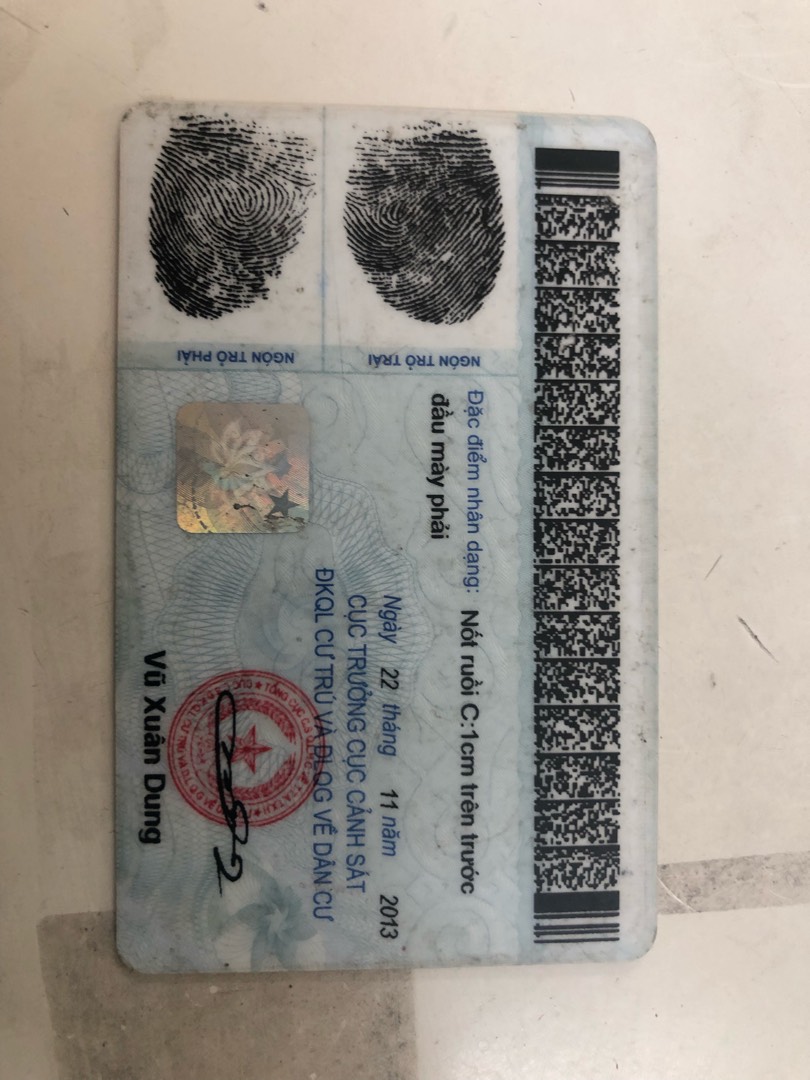 Đặc điểm nhân dạng: Nốt ruồi C:1cm trên trước
đầu mày phải
Ngày 22 tháng 11 năm 2013
CỤC TRƯỞNG CỤC CẢNH SÁT
ĐKQL CƯ TRÚ VÀ DLQG VỀ DÂN CƯ
Vũ Xuân Dung
NGÓN TRỎ TRÁI
NGÓN TRỎ PHẢI